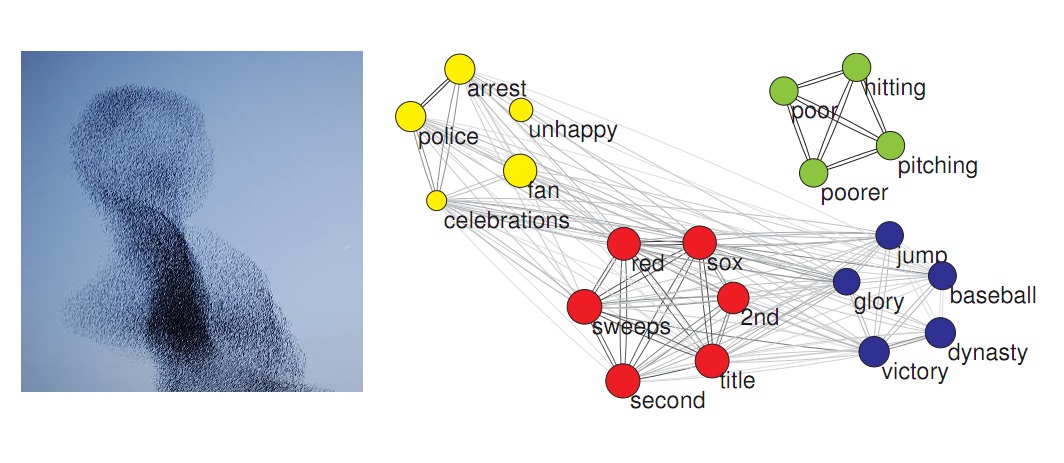 arrest
unhappy
police
fan
celebrations
hitting
poor
pitching
poorer
red
sox
sweeps
2nd
title
second
jump
glory
baseball
dynasty
victory